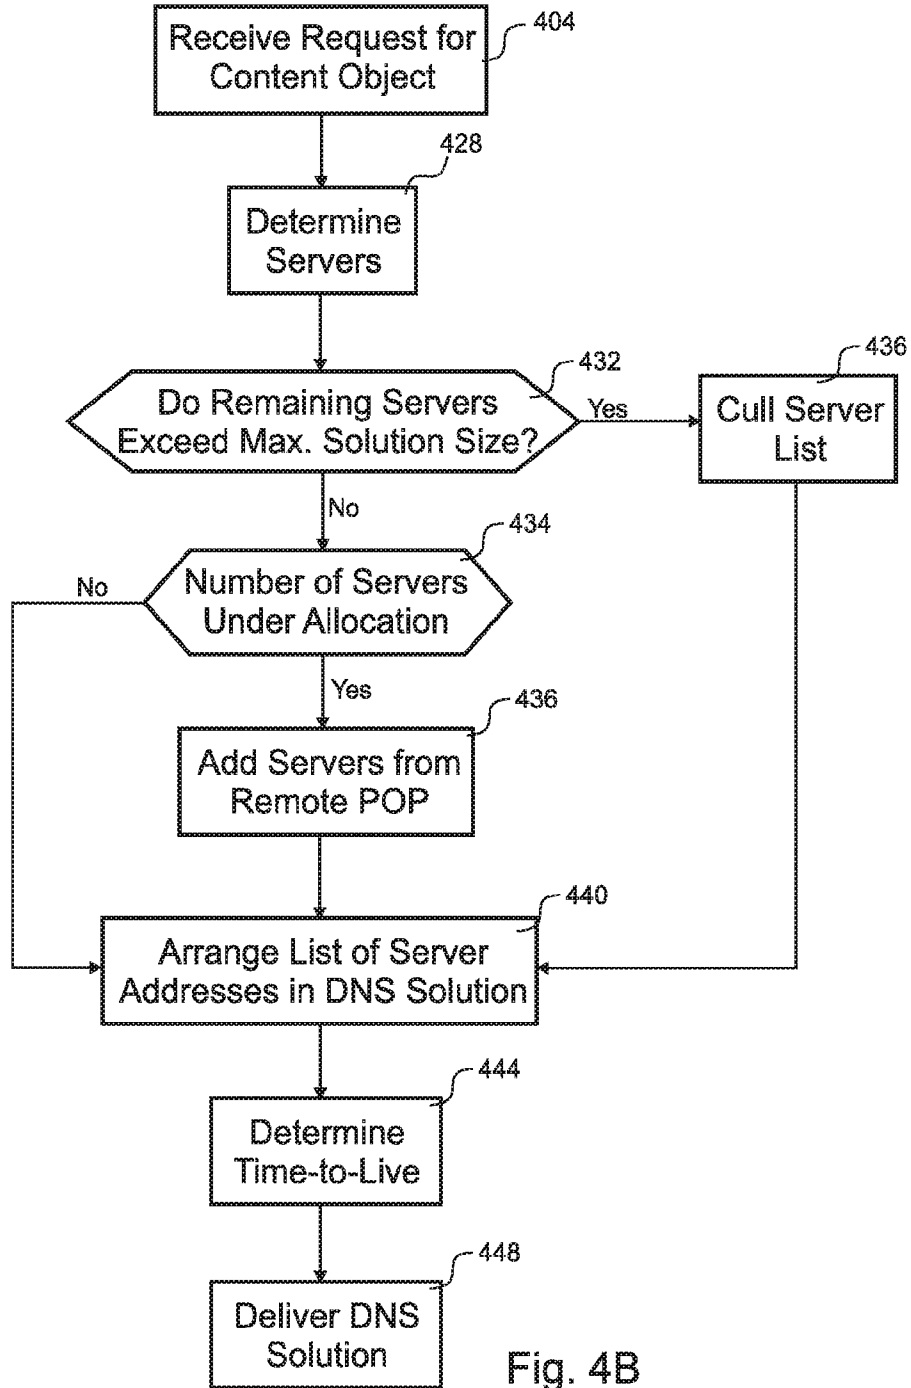 Receive Request for
Content Object
404
428
Determine
Servers
432
Do Remaining Servers
Exceed Max. Solution Size?
Yes
436
Cull Server
List
No
434
Number of Servers
Under Allocation
No
Yes
436
Add Servers from
Remote POP
440
Arrange List of Server
Addresses in DNS Solution
444
Determine
Time-to-Live
448
Deliver DNS
Solution
Fig. 4B